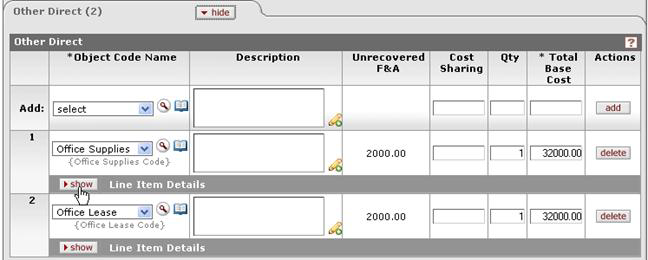 Other Direct (2) hide
Other Direct ?
*Object Code Name Description Unrecovered F&A Cost Sharing Qty * Total Base Cost Actions
Add: select add
1 Office Supplies 2000.00 1 32000.00 delete
{Office Supplies Code}
show Line Item Details
2 Office Lease 2000.00 1 32000.00 delete
{Office Lease Code}
show Line Item Details